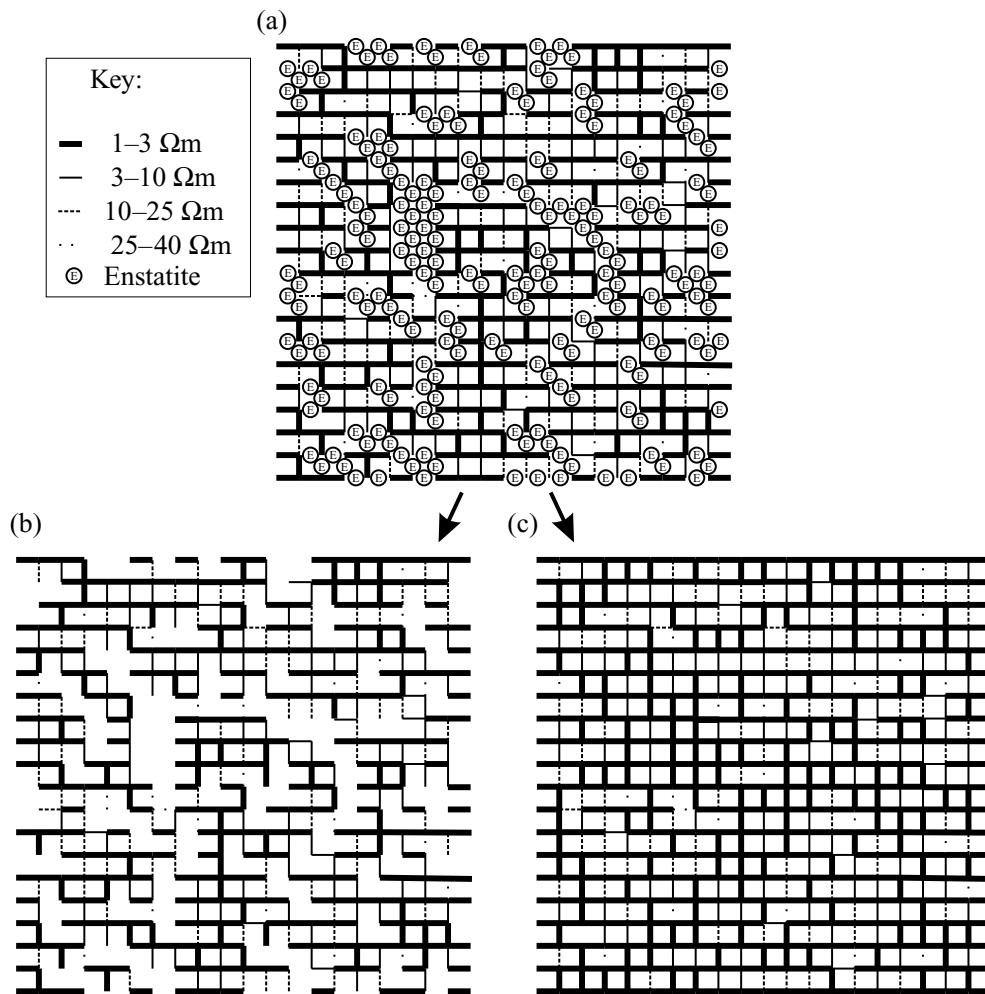 (a)
Key:
1–3 Ωm
3–10 Ωm
10–25 Ωm
25–40 Ωm
E Enstatite
(b)
(c)